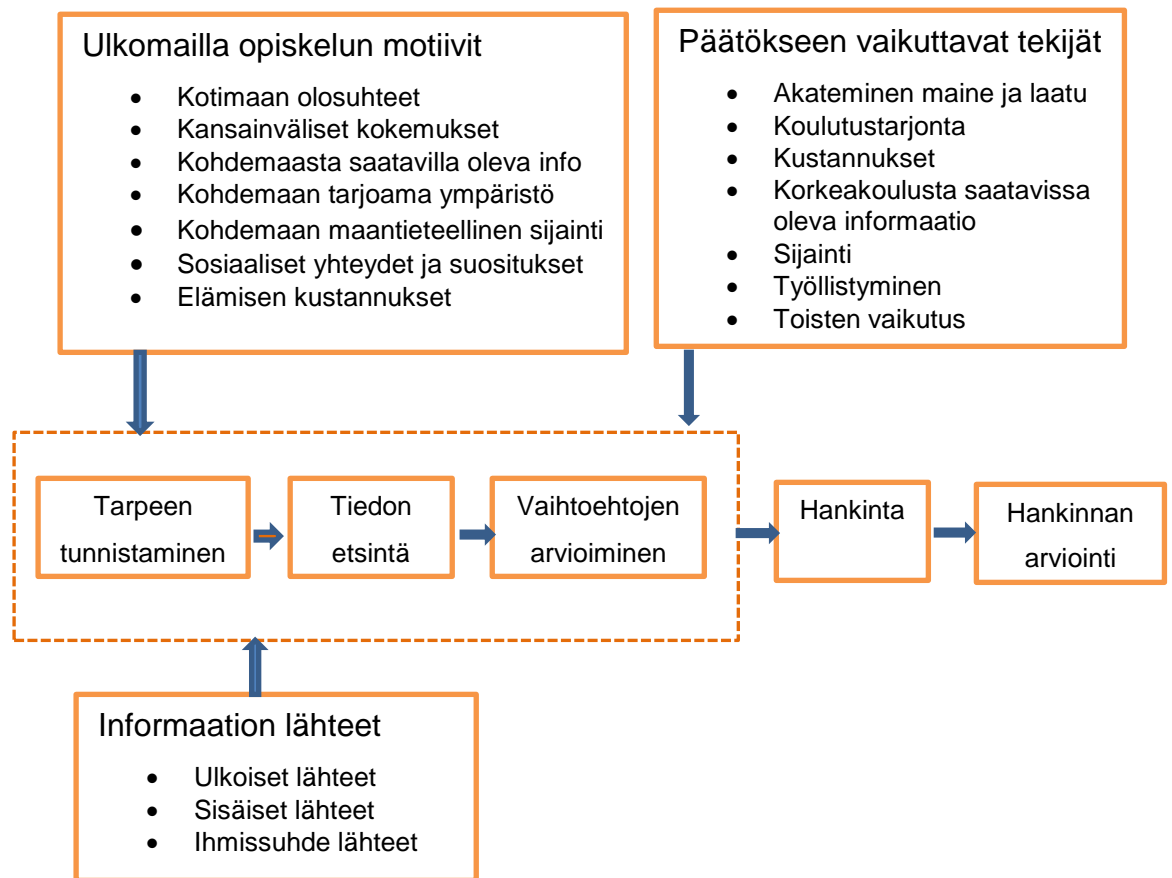 Ulkomailla opiskelun motiivit
• Kotimaan olosuhteet
• Kansainväliset kokemukset
• Kohdemaasta saatavilla oleva info
• Kohdemaan tarjoama ympäristö
• Kohdemaan maantieteellinen sijainti
• Sosiaaliset yhteydet ja suositukset
• Elämisen kustannukset
Päätökseen vaikuttavat tekijät
• Akateeminen maine ja laatu
• Koulutustarjonta
• Kustannukset
• Korkeakoulusta saatavissa
oleva informaatio
• Sijainti
• Työllistyminen
• Toisten vaikutus
Tarpeen
tunnistaminen
Tiedon
etsintä
Vaihtoehtojen
arvioiminen
Hankinta
Hankinnan
arviointi
Informaation lähteet
• Ulkoiset lähteet
• Sisäiset lähteet
• Ihmissuhde lähteet